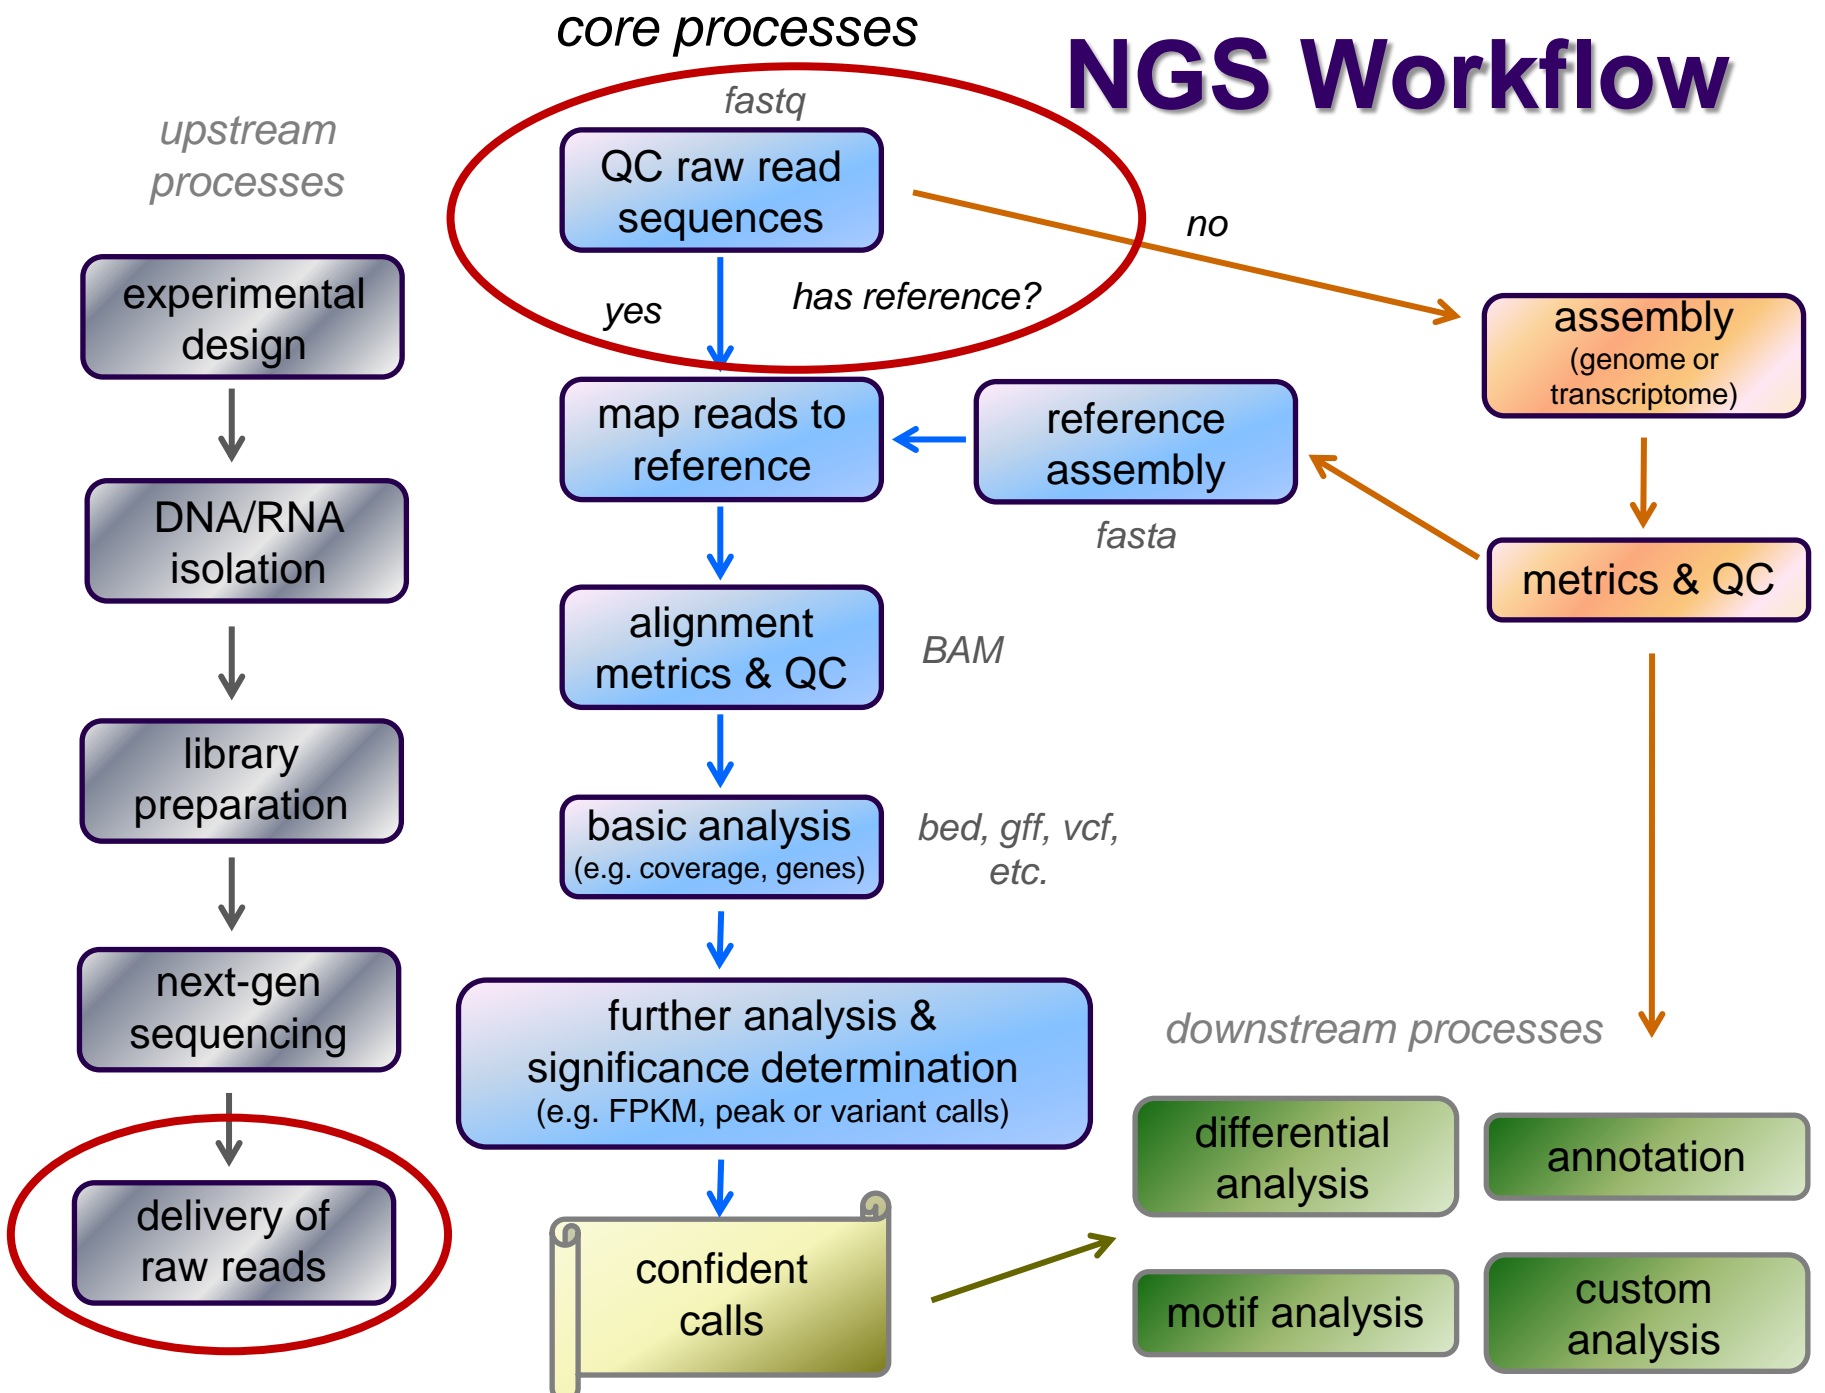 core processes
NGS Workflow
upstream
processes
experimental
design
DNA/RNA
isolation
library
preparation
next-gen
sequencing
delivery of
raw reads
fastq
QC raw read
sequences
yes
has reference?
no
map reads to
reference
reference
assembly
fasta
assembly
(genome or
transcriptome)
metrics & QC
alignment
metrics & QC
BAM
basic analysis
(e.g. coverage, genes)
bed, gff, vcf,
etc.
further analysis &
significance determination
(e.g. FPKM, peak or variant calls)
confident
calls
downstream processes
differential
analysis
annotation
motif analysis
custom
analysis